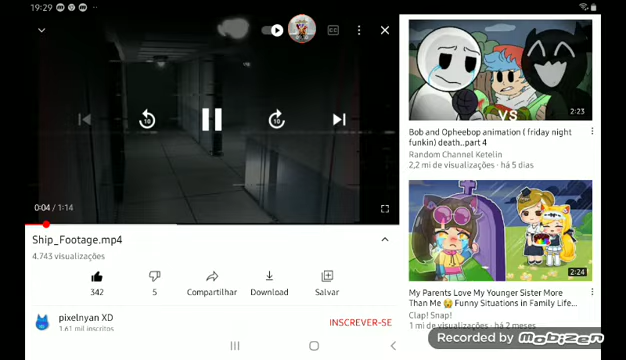 19:29
CC
10
10
0:04 / 1:14
Ship_Footage.mp4
4.743 visualizações
342
5
Compartilhar
Download
Salvar
pixelnyan XD
1,61 mil inscritos
INSCREVER-SE
VS
2:23
Bob and Opheebop animation ( friday night
funkin) death..part 4
Random Channel Ketelin
2,2 mi de visualizações · há 5 dias
2:24
My Parents Love My Younger Sister More
Than Me 😭 Funny Situations in Family Life...
Clap! Snap!
1 mi de visualizações · há 2 meses
Recorded by mobizen